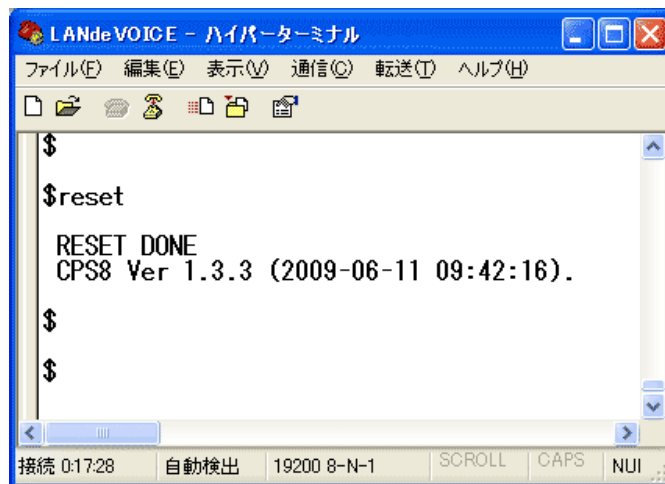 LANdeVOICE - ハイパーターミナル
ファイル(F) 編集(E) 表示(V) 通信(C) 転送(T) ヘルプ(H)
$
$reset
RESET DONE
CPS8 Ver 1.3.3 (2009-06-11 09:42:16).
$
$
接続 0:17:28 自動検出 19200 8-N-1 SCROLL CAPS NUI